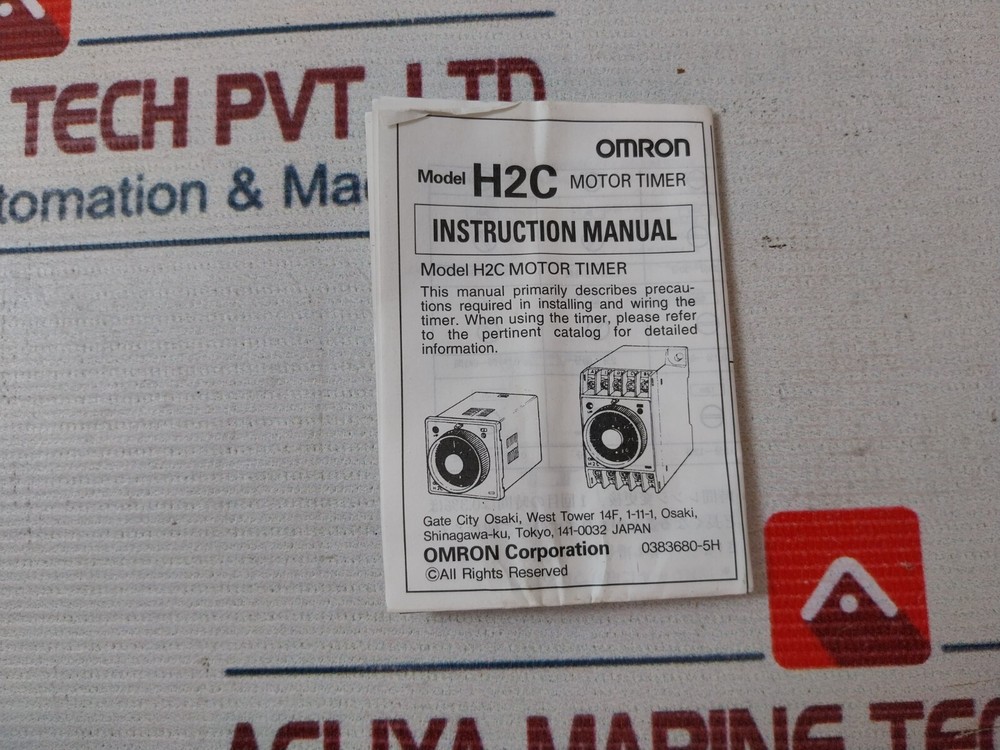 TECH PVT. LTD
tomation & Ma
OMRON
Model H2C MOTOR TIMER
INSTRUCTION MANUAL
Model H2C MOTOR TIMER
This manual primarily describes precau-
tions required in installing and wiring the
timer. When using the timer, please refer
to the pertinent catalog for detailed
information.
Gate City Osaki, West Tower 14F, 1-11-1, Osaki,
Shinagawa-ku, Tokyo, 141-0032 JAPAN
OMRON Corporation 0383680-5H
©All Rights Reserved
MARINE TEC